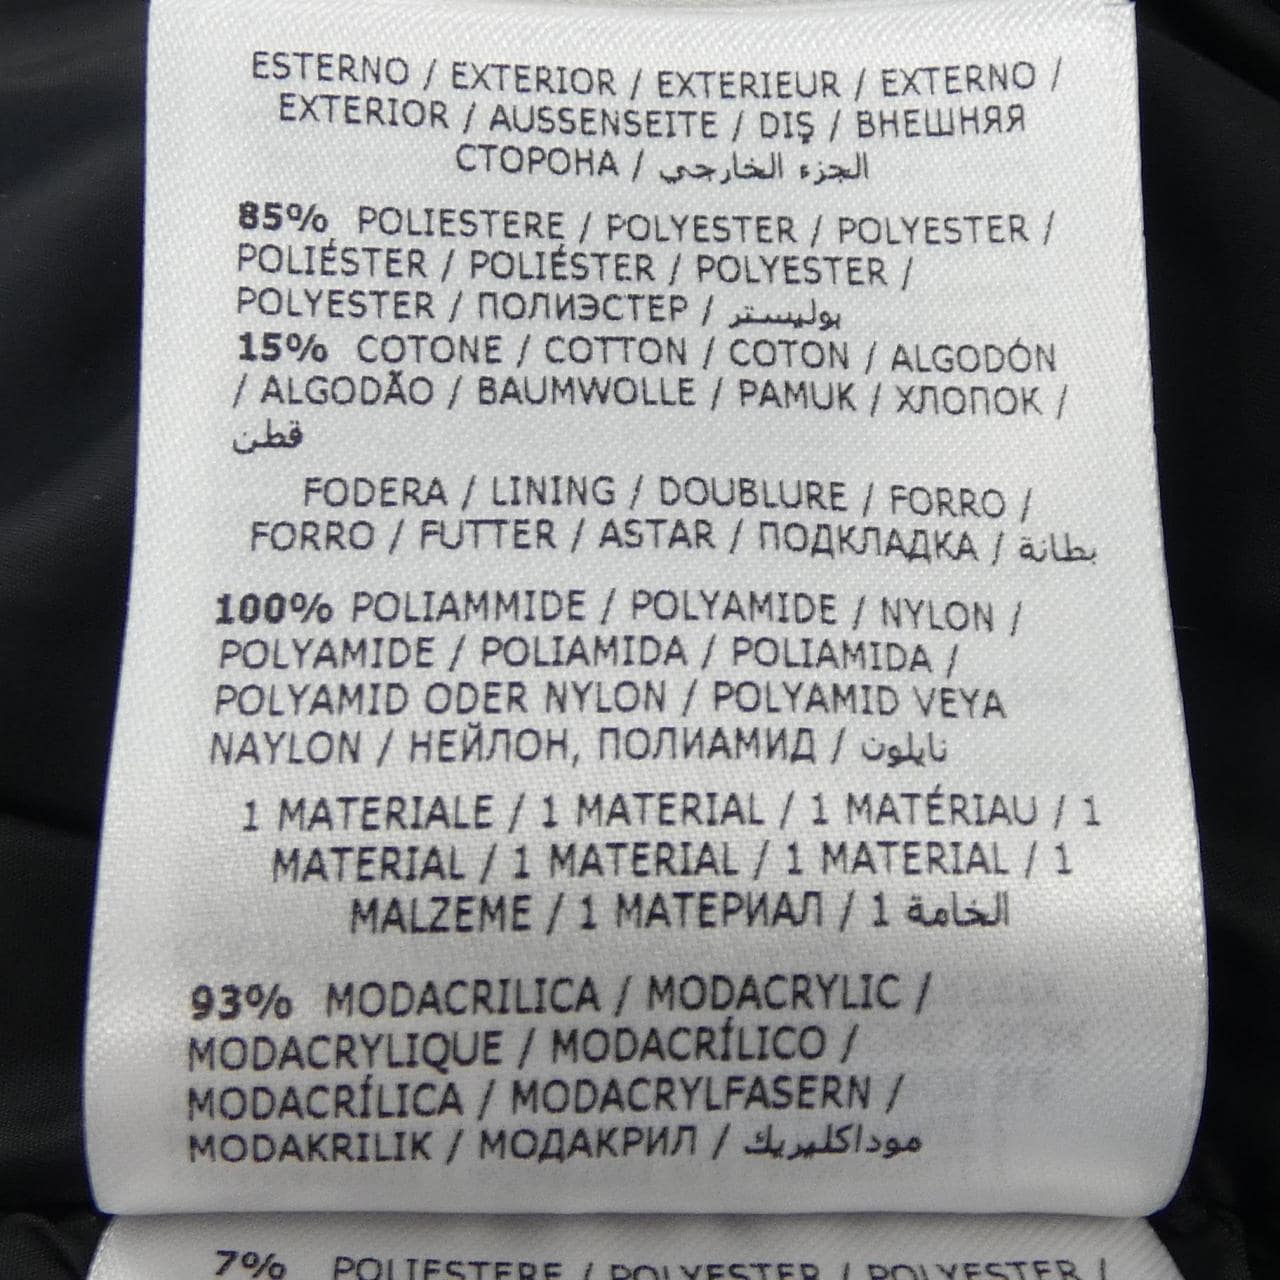 ESTERNO / EXTERIOR / EXTERIEUR / EXTERNO /
EXTERIOR / AUSSENSEITE / DIŞ / ВНЕШНЯЯ
СТОРОНА / الجزء الخارجي
85% POLIESTERE / POLYESTER / POLYESTER /
POLIÉSTER / POLIÉSTER / POLYESTER /
POLYESTER / ПОЛИЭСТЕР / بوليستر
15% COTONE / COTTON / COTON / ALGODÓN
/ ALGODÃO / BAUMWOLLE / PAMUK / ХЛОПОК /
قطن
FODERA / LINING / DOUBLURE / FORRO /
FORRO / FUTTER / ASTAR / ПОДКЛАДКА / بطانة
100% POLIAMMIDE / POLYAMIDE / NYLON /
POLYAMIDE / POLIAMIDA / POLIAMIDA /
POLYAMID ODER NYLON / POLYAMID VEYA
NAYLON / НЕЙЛОН, ПОЛИАМИД / نايلون
1 MATERIALE / 1 MATERIAL / 1 MATÉRIAU / 1
MATERIAL / 1 MATERIAL / 1 MATERIAL / 1
MALZEME / 1 МАТЕРИАЛ / 1 الخامة
93% MODACRILICA / MODACRYLIC /
MODACRYLIQUE / MODACRÍLICO /
MODACRÍLICA / MODACRYLFASERN /
MODAKRILIK / МОДАКРИЛ / موداكليريك
7% POLIESTERE / POLYESTER / POLYESTER /